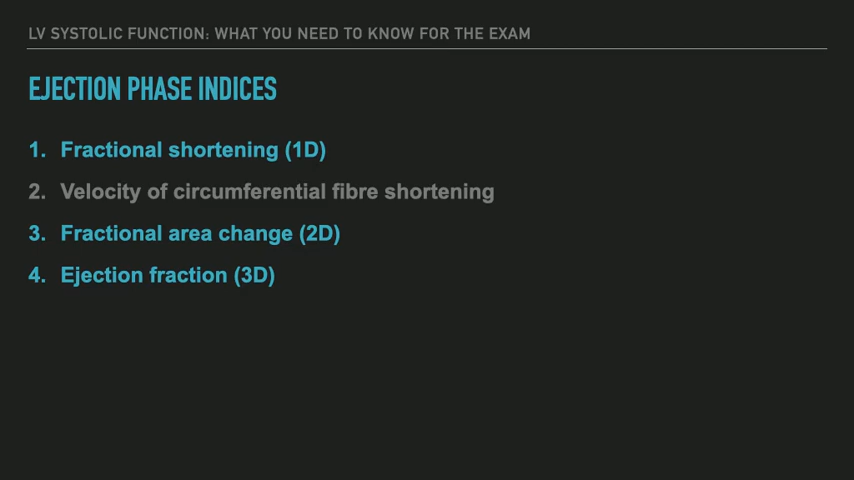 LV SYSTOLIC FUNCTION: WHAT YOU NEED TO KNOW FOR THE EXAM
EJECTION PHASE INDICES
1. Fractional shortening (1D)
2. Velocity of circumferential fibre shortening
3. Fractional area change (2D)
4. Ejection fraction (3D)